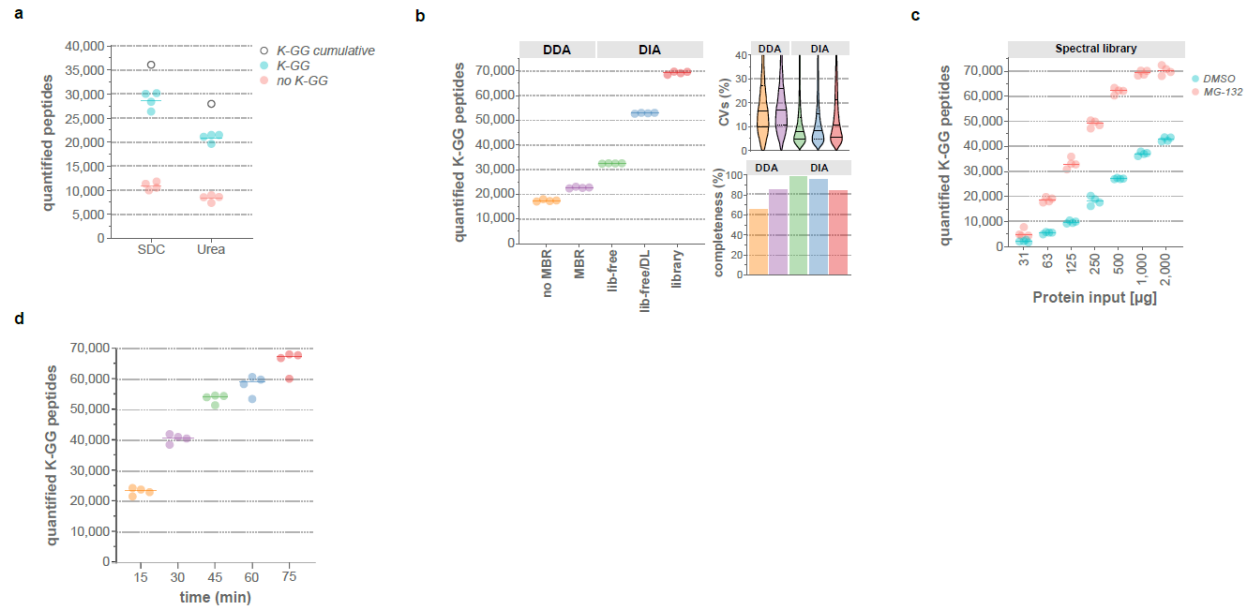 a
40,000
35,000
30,000
25,000
20,000
15,000
10,000
5,000
0
quantified peptides
SDC
Urea
K-GG cumulative
K-GG
no K-GG
b
DDA
DIA
70,000
60,000
50,000
40,000
30,000
20,000
10,000
0
quantified K-GG peptides
no MBR
MBR
lib-free
lib-free/DL
library
DDA
DIA
40
30
20
10
0
CVs (%)
DDA
DIA
100
80
60
40
20
0
completeness (%)
c
Spectral library
70,000
60,000
50,000
40,000
30,000
20,000
10,000
0
quantified K-GG peptides
31
63
125
250
500
1,000
2,000
Protein input [µg]
DMSO
MG-132
d
70,000
60,000
50,000
40,000
30,000
20,000
10,000
0
quantified K-GG peptides
15
30
45
60
75
time (min)